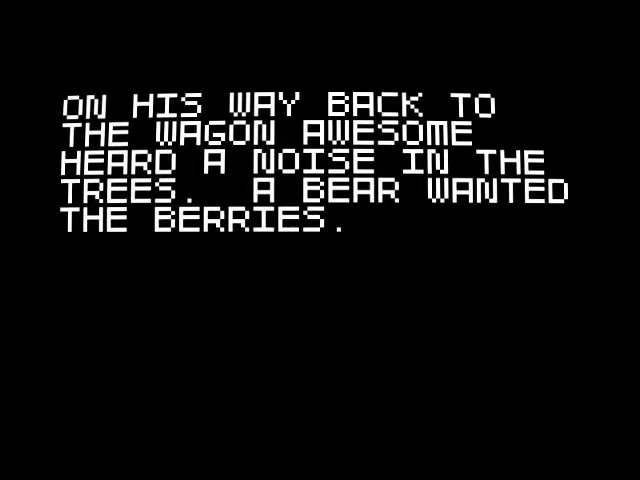 ON HIS WAY BACK TO
THE WAGON AWESOME
HEARD A NOISE IN THE
TREES.  A BEAR WANTED
THE BERRIES.